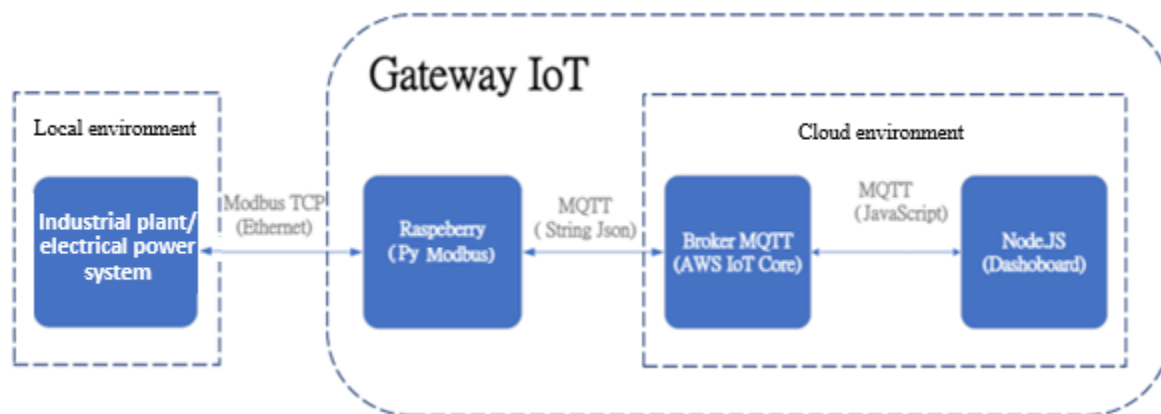 Gateway IoT
Local environment
Cloud environment
Industrial plant/
electrical power
system
Modbus TCP
(Ethernet)
Raspeberry
(Py Modbus)
MQTT
( String Json)
Broker MQTT
(AWS IoT Core)
MQTT
(JavaScript)
Node.JS
(Dashoboard)